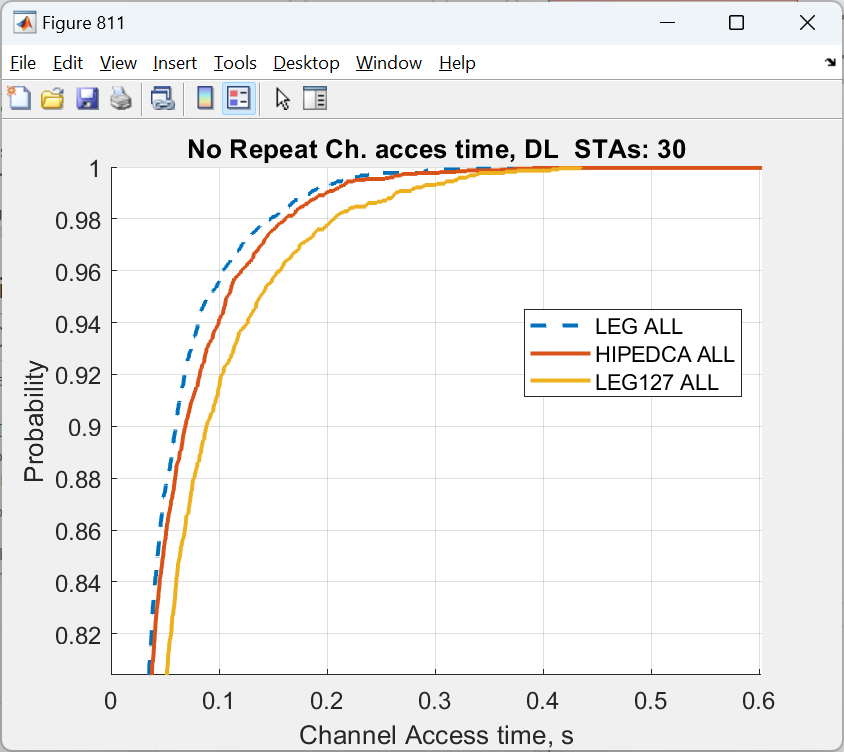 Figure 811
File Edit View Insert Tools Desktop Window Help
No Repeat Ch. acces time, DL  STAs: 30
1
0.98
0.96
0.94
0.92
0.9
0.88
0.86
0.84
0.82
Probability
LEG ALL
HIPEDCA ALL
LEG127 ALL
0 0.1 0.2 0.3 0.4 0.5 0.6
Channel Access time, s